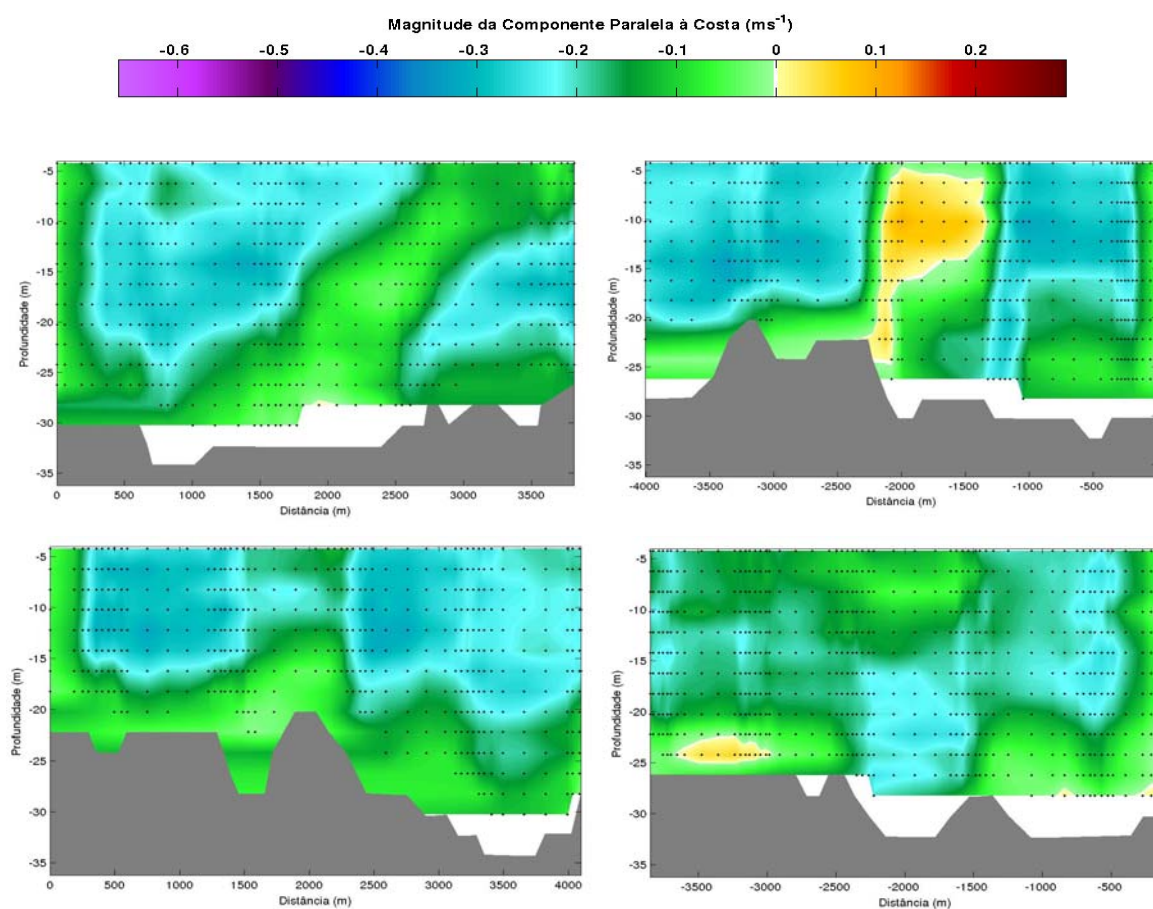 Magnitude da Componente Paralela à Costa (ms⁻¹)
-0.6 -0.5 -0.4 -0.3 -0.2 -0.1 0 0.1 0.2
Profundidade (m)
-5
-10
-15
-20
-25
-30
-35
0 500 1000 1500 2000 2500 3000 3500
Distância (m)
Profundidade (m)
-5
-10
-15
-20
-25
-30
-35
-4000 -3500 -3000 -2500 -2000 -1500 -1000 -500
Distância (m)
Profundidade (m)
-5
-10
-15
-20
-25
-30
-35
0 500 1000 1500 2000 2500 3000 3500 4000
Distância (m)
Profundidade (m)
-5
-10
-15
-20
-25
-30
-35
-3500 -3000 -2500 -2000 -1500 -1000 -500
Distância (m)